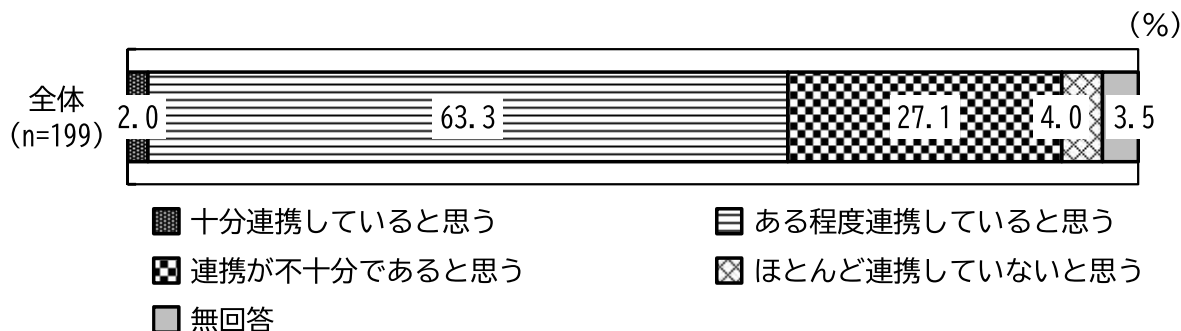 (%)
全体
(n=199)
2.0 63.3 27.1 4.0 3.5
十分連携していると思う ある程度連携していると思う
連携が不十分であると思う ほとんど連携していないと思う
無回答